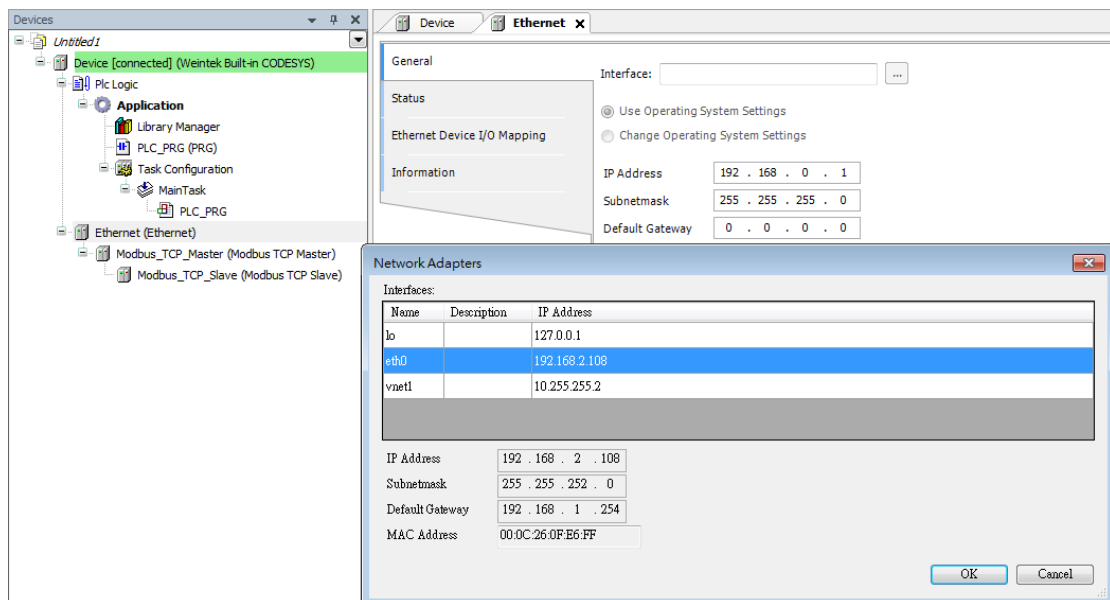 Devices
Untitled1
Device [connected] (Weintek Built-in CODESYS)
Plc Logic
Application
Library Manager
PLC_PRG (PRG)
Task Configuration
MainTask
PLC_PRG
Ethernet (Ethernet)
Modbus_TCP_Master (Modbus TCP Master)
Modbus_TCP_Slave (Modbus TCP Slave)
Device
Ethernet
General
Status
Ethernet Device I/O Mapping
Information
Interface:
...
Use Operating System Settings
Change Operating System Settings
IP Address 192 . 168 . 0 . 1
Subnetmask 255 . 255 . 255 . 0
Default Gateway 0 . 0 . 0 . 0
Network Adapters
Interfaces:
Name Description IP Address
lo 127.0.0.1
eth0 192.168.2.108
vnet1 10.255.255.2
IP Address 192 . 168 . 2 . 108
Subnetmask 255 . 255 . 252 . 0
Default Gateway 192 . 168 . 1 . 254
MAC Address 00:0C:26:0F:E6:FF
OK Cancel